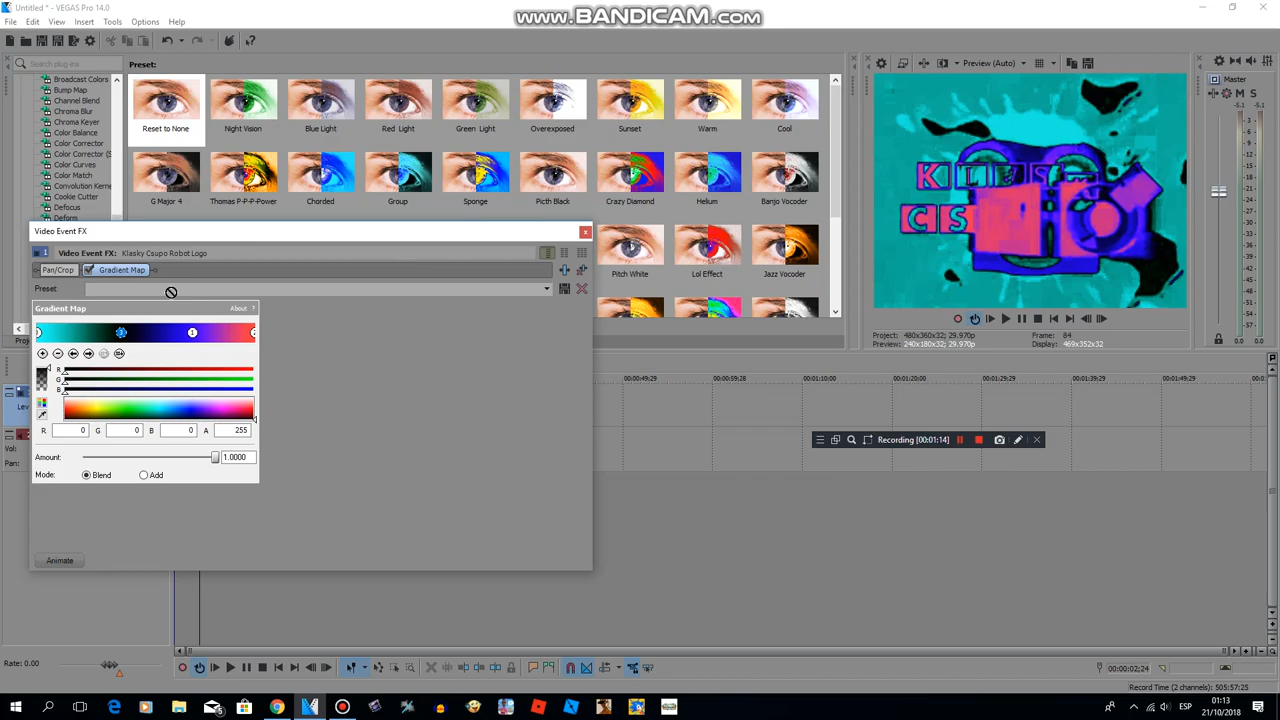 Untitled * - VEGAS Pro 14.0
www.BANDICAM.com
File Edit View Insert Tools Options Help
Search plug-ins
Preset:
Preview (Auto)
Master
Broadcast Colors
Bump Map
Channel Blend
Chroma Blur
Chroma Keyer
Color Balance
Color Corrector
Color Corrector (S
Color Curves
Color Match
Convolution Kerne
Cookie Cutter
Defocus
Deform
Reset to None
Night Vision
Blue Light
Red Light
Green Light
Overexposed
Sunset
Warm
Cool
G Major 4
Thomas P-P-P-Power
Chorded
Group
Sponge
Picth Black
Crazy Diamond
Helium
Banjo Vocoder
Pitch White
Lol Effect
Jazz Vocoder
Video Event FX
Video Event FX: Klasky Csupo Robot Logo
Pan/Crop Gradient Map
Preset:
Gradient Map About ?
R
G
B
R 0 G 0 B 0 A 255
Amount: 1.0000
Mode: Blend Add
Animate
Project: 480x360x32; 29.970p
Preview: 240x180x32; 29.970p
Frame: 84
Display: 469x352x32
00:00:49:29 00:00:59:28 00:01:10:00 00:01:20:00 00:01:29:29 00:01:39:29 00:01:49:29
Recording [00:01:14]
Vol:
Pan:
Rate: 0.00
00:00:02;24
Record Time (2 channels): 505:57:25
ESP
01:13
21/10/2018